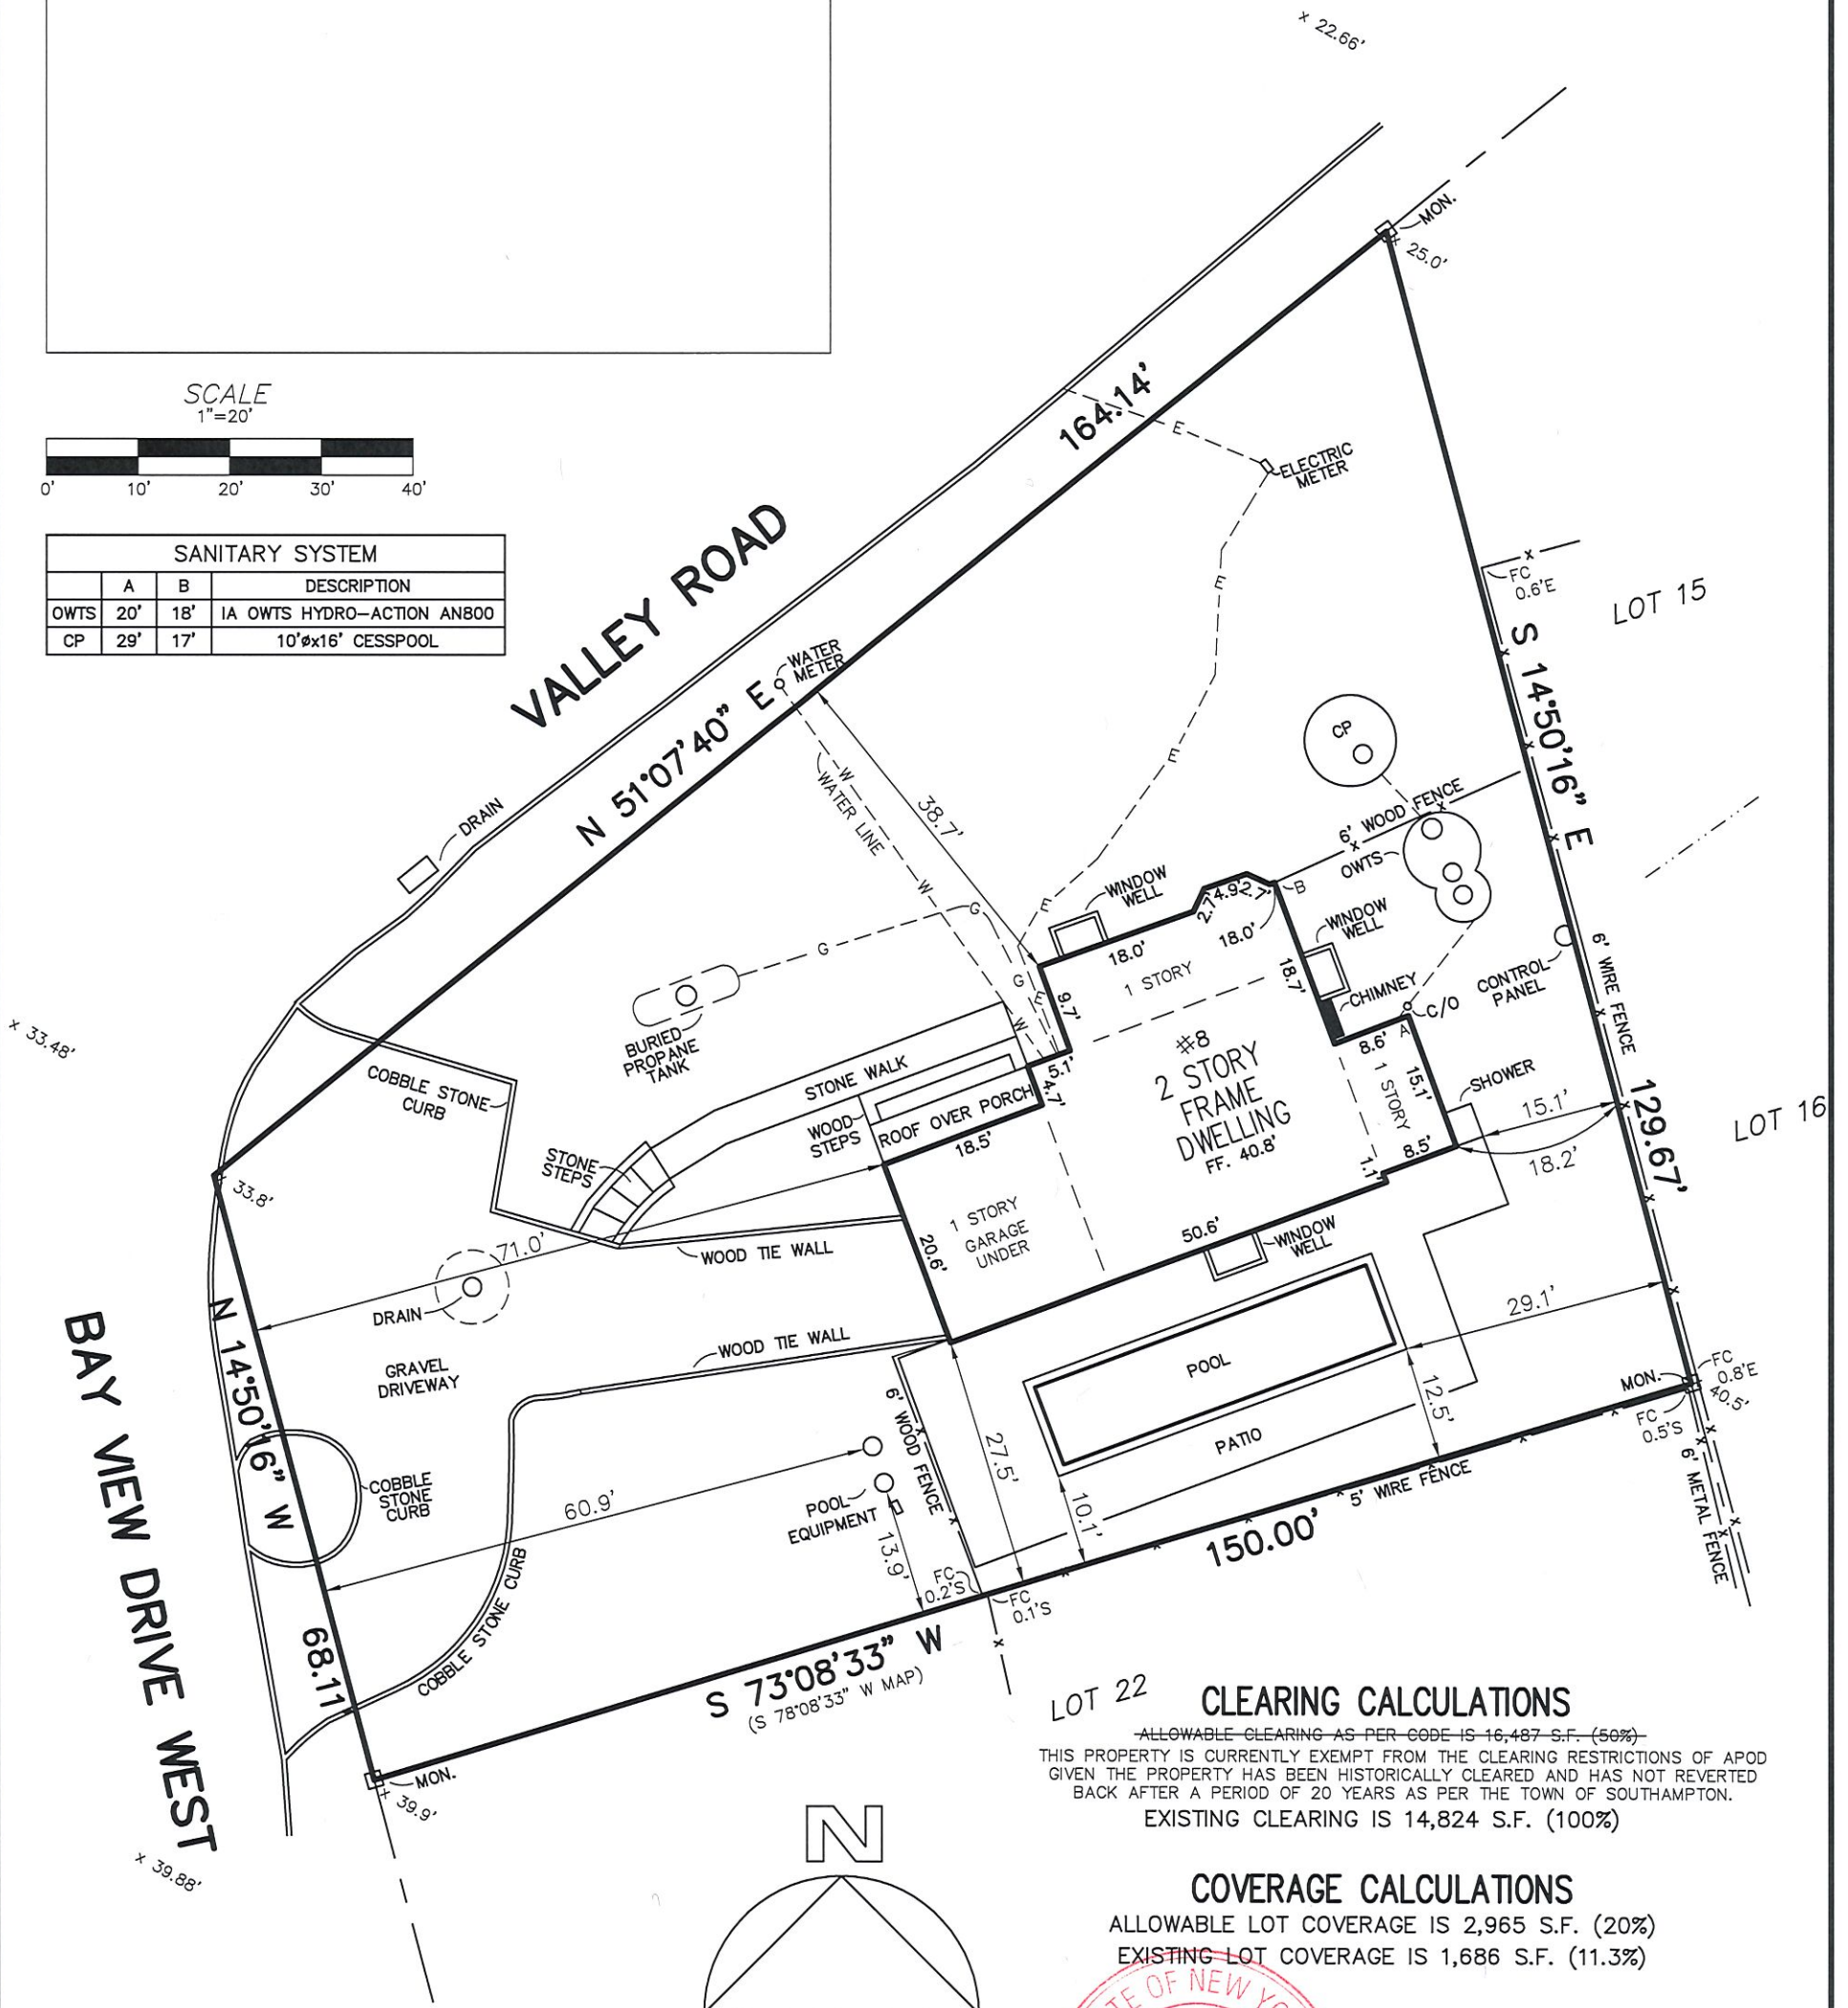 × 22.66'
SCALE
1"=20'
0' 10' 20' 30' 40'
SANITARY SYSTEM
A B DESCRIPTION
OWTS 20' 18' IA OWTS HYDRO–ACTION AN800
CP 29' 17' 10'øx16' CESSPOOL
MON.
25.0'
164.14'
E
ELECTRIC
METER
VALLEY ROAD
N 51°07'40" E
WATER
METER
FC
0.6'E
LOT 15
S 14°50'16" E
E
E
CP
W
WATER LINE
38.7'
DRAIN
6' WOOD FENCE
OWTS
WINDOW
WELL
2.7'
4.9'
2.7'
B
E
W
G
G
18.0'
18.0'
WINDOW
WELL
1 STORY
18.7'
CONTROL
PANEL
6' WIRE FENCE
9.7'
G
E
W
CHIMNEY
C/O
A
8.6'
BURIED
PROPANE
TANK
× 33.48'
COBBLE STONE
CURB
STONE WALK
#8
2 STORY
FRAME
DWELLING
FF. 40.8'
5.1'
4.7'
1 STORY
15.1'
SHOWER
15.1'
129.67'
LOT 16
WOOD
STEPS
ROOF OVER PORCH
18.5'
STONE
STEPS
33.8'
1.1'
8.5'
18.2'
1 STORY
GARAGE
UNDER
20.6'
50.6'
WINDOW
WELL
71.0'
WOOD TIE WALL
DRAIN
GRAVEL
DRIVEWAY
WOOD TIE WALL
29.1'
POOL
N 14°50'16" W
BAY VIEW DRIVE WEST
6' WOOD FENCE
PATIO
12.5'
MON.
FC
0.8'E
40.5'
FC
0.5'S
COBBLE
STONE
CURB
60.9'
POOL
EQUIPMENT
13.9'
27.5'
10.1'
5' WIRE FENCE
6' METAL FENCE
150.00'
FC
0.2'S
FC
0.1'S
COBBLE STONE CURB
68.11
S 73°08'33" W
(S 78°08'33" W MAP)
LOT 22
MON.
39.9'
× 39.88'
CLEARING CALCULATIONS
ALLOWABLE CLEARING AS PER CODE IS 16,487 S.F. (50%)
THIS PROPERTY IS CURRENTLY EXEMPT FROM THE CLEARING RESTRICTIONS OF APOD
GIVEN THE PROPERTY HAS BEEN HISTORICALLY CLEARED AND HAS NOT REVERTED
BACK AFTER A PERIOD OF 20 YEARS AS PER THE TOWN OF SOUTHAMPTON.
EXISTING CLEARING IS 14,824 S.F. (100%)
N
COVERAGE CALCULATIONS
ALLOWABLE LOT COVERAGE IS 2,965 S.F. (20%)
EXISTING LOT COVERAGE IS 1,686 S.F. (11.3%)
OF NEW